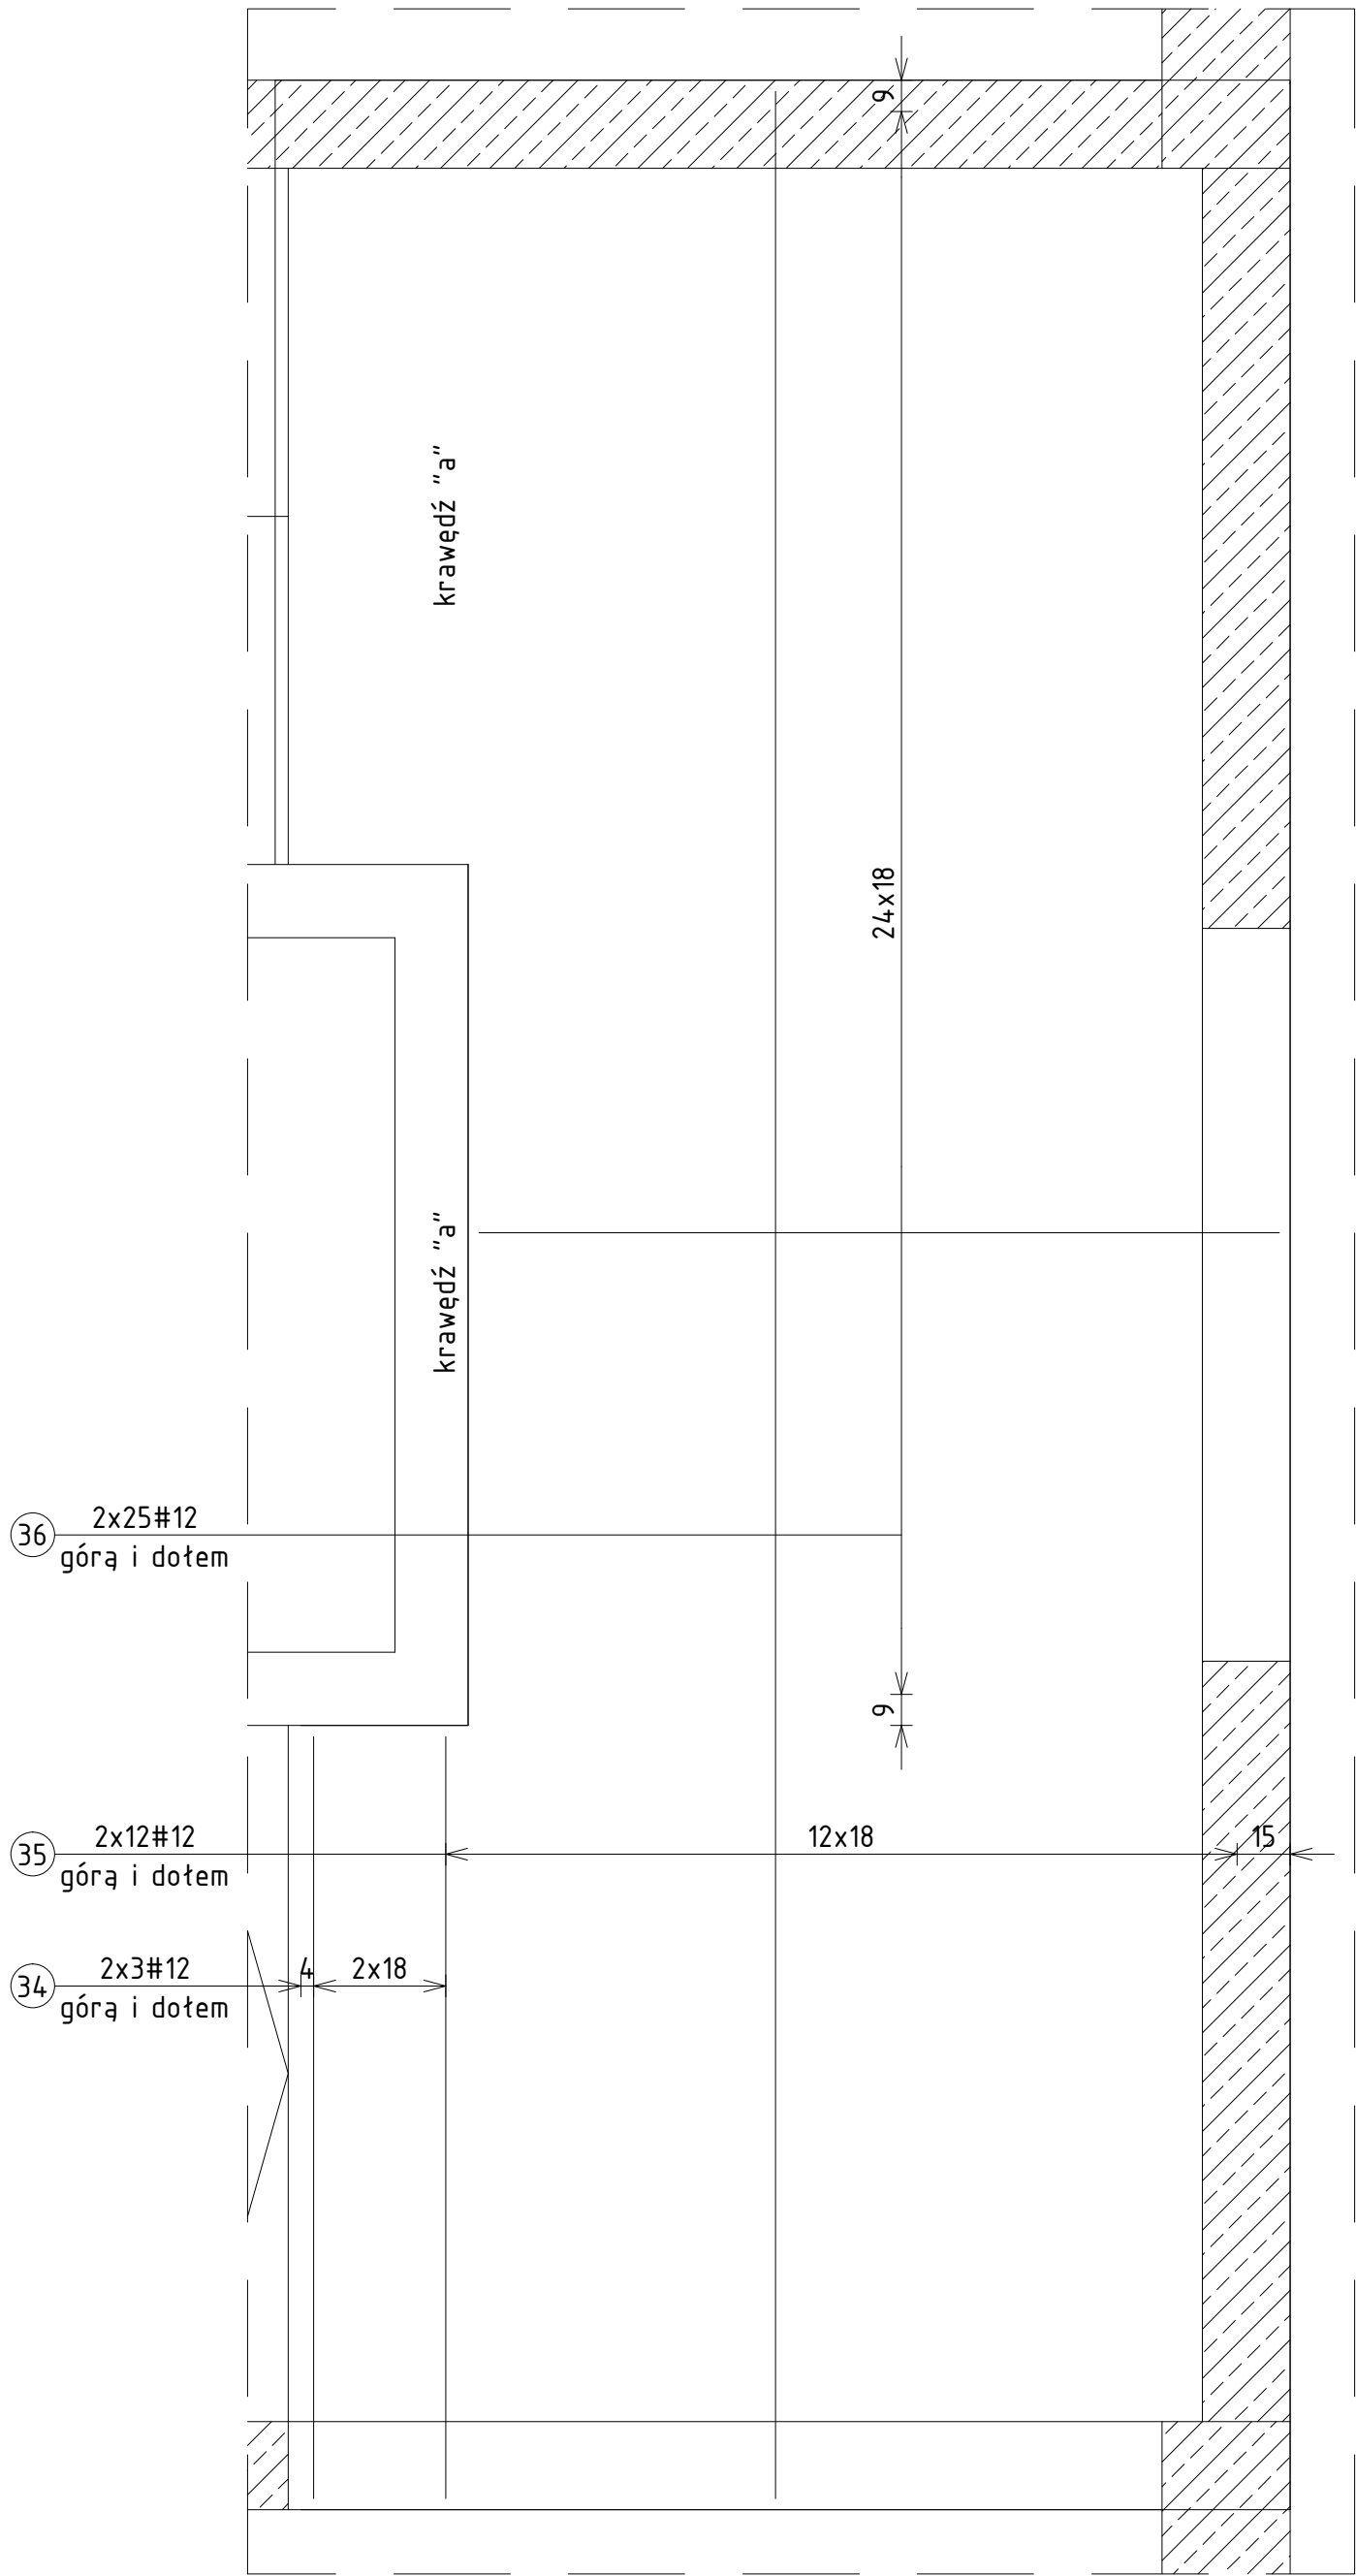 9
krawędź "a"
24x18
krawędź "a"
36
2x25#12
górą i dołem
9
35
2x12#12
górą i dołem
12x18
15
34
2x3#12
górą i dołem
4
2x18